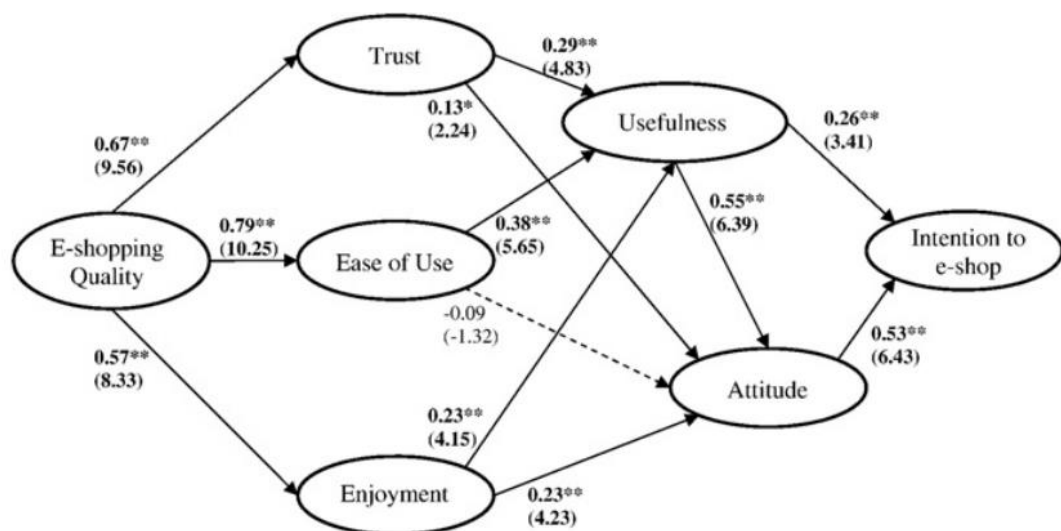 Trust
0.29**
(4.83)
0.13*
(2.24)
Usefulness
0.26**
(3.41)
0.67**
(9.56)
E-shopping
Quality
0.79**
(10.25)
Ease of Use
0.38**
(5.65)
0.55**
(6.39)
Intention to
e-shop
-0.09
(-1.32)
0.53**
(6.43)
0.57**
(8.33)
Attitude
0.23**
(4.15)
Enjoyment
0.23**
(4.23)